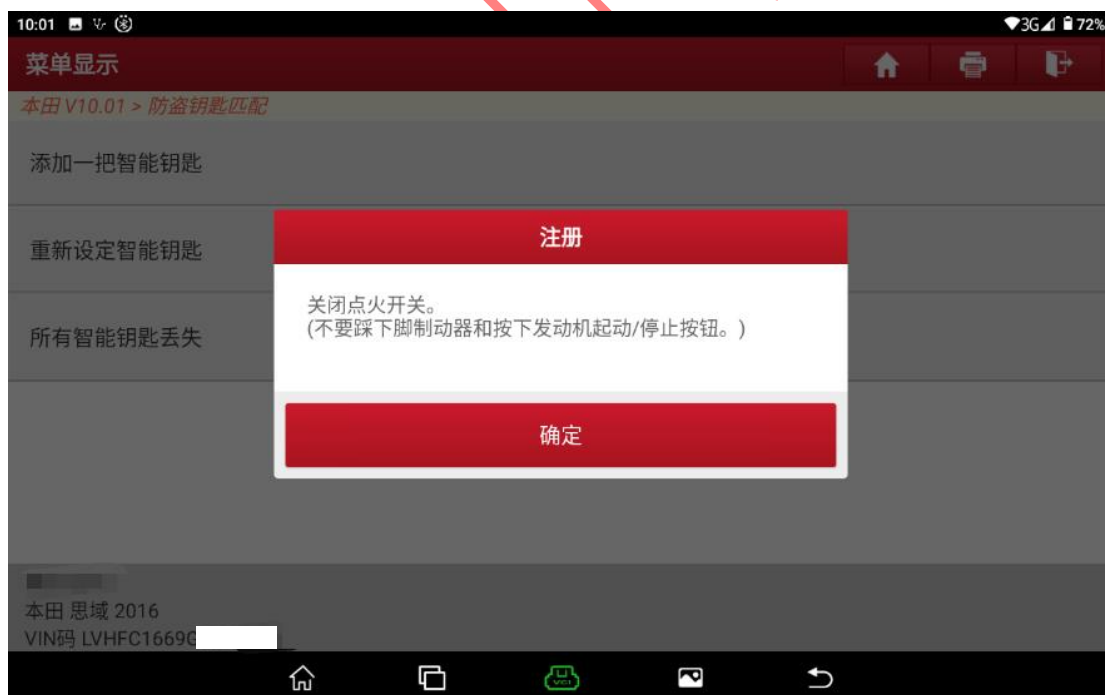 10:01
3G 72%
菜单显示
本田 V10.01 > 防盗钥匙匹配
添加一把智能钥匙
重新设定智能钥匙
所有智能钥匙丢失
注册
关闭点火开关。
(不要踩下脚制动器和按下发动机起动/停止按钮。)
确定
本田 思域 2016
VIN码 LVHFC1669G
VCI